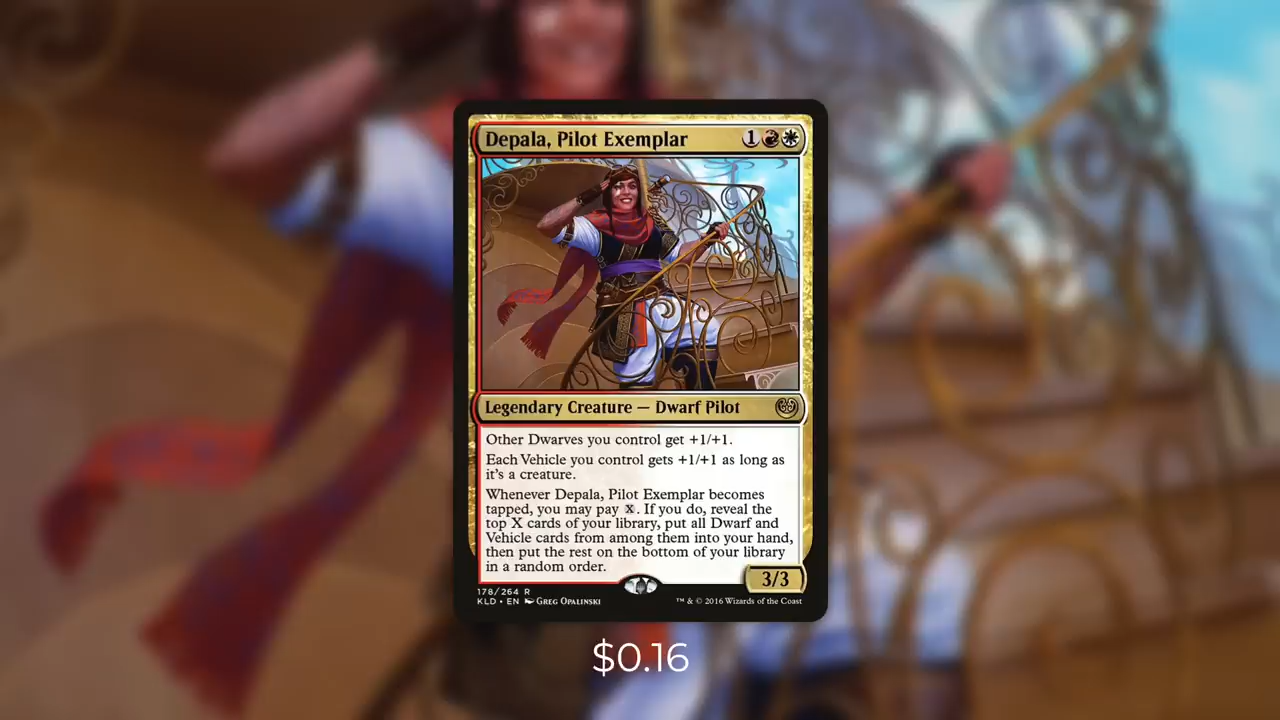 Depala, Pilot Exemplar 1
Legendary Creature — Dwarf Pilot
Other Dwarves you control get +1/+1.
Each Vehicle you control gets +1/+1 as long as
it's a creature.
Whenever Depala, Pilot Exemplar becomes
tapped, you may pay X. If you do, reveal the
top X cards of your library, put all Dwarf and
Vehicle cards from among them into your hand,
then put the rest on the bottom of your library
in a random order.
3/3
178/264 R
KLD • EN Greg Opalinski
™ & © 2016 Wizards of the Coast
$0.16